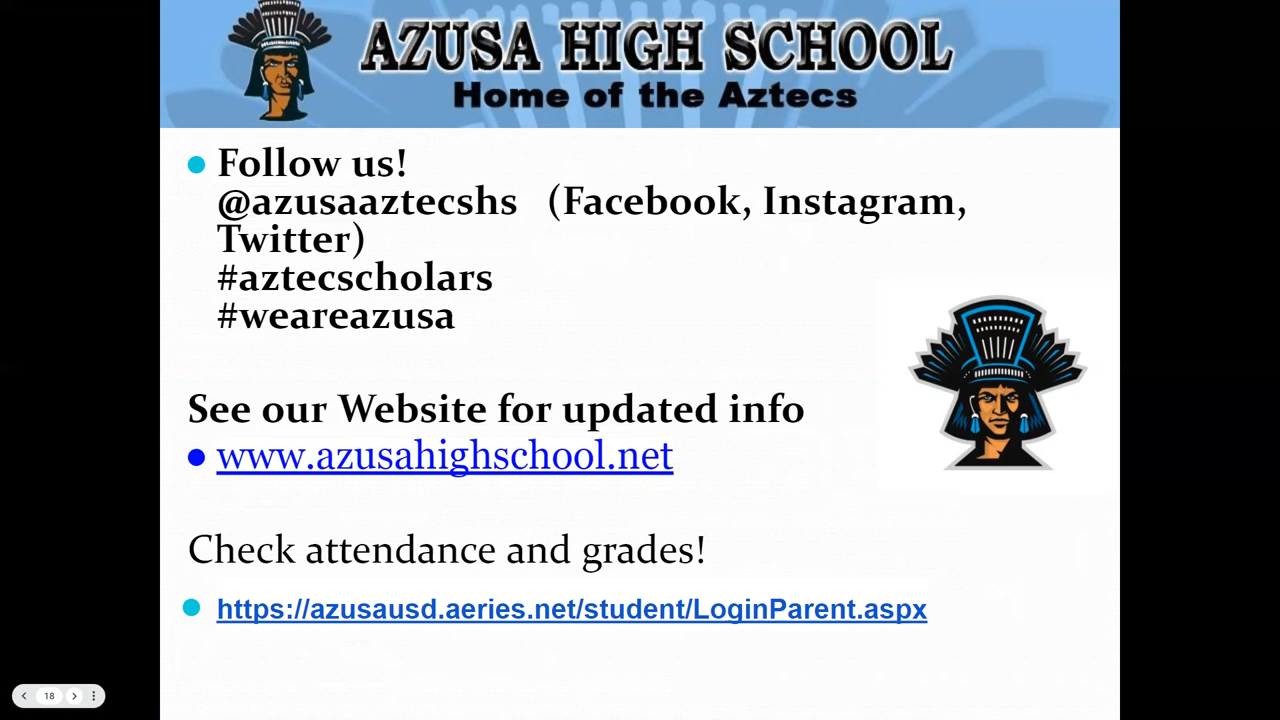 AZUSA HIGH SCHOOL
Home of the Aztecs
Follow us!
@azusaaztecshs (Facebook, Instagram,
Twitter)
#aztecscholars
#weareazusa
See our Website for updated info
www.azusahighschool.net
Check attendance and grades!
https://azusausd.aeries.net/student/LoginParent.aspx
18